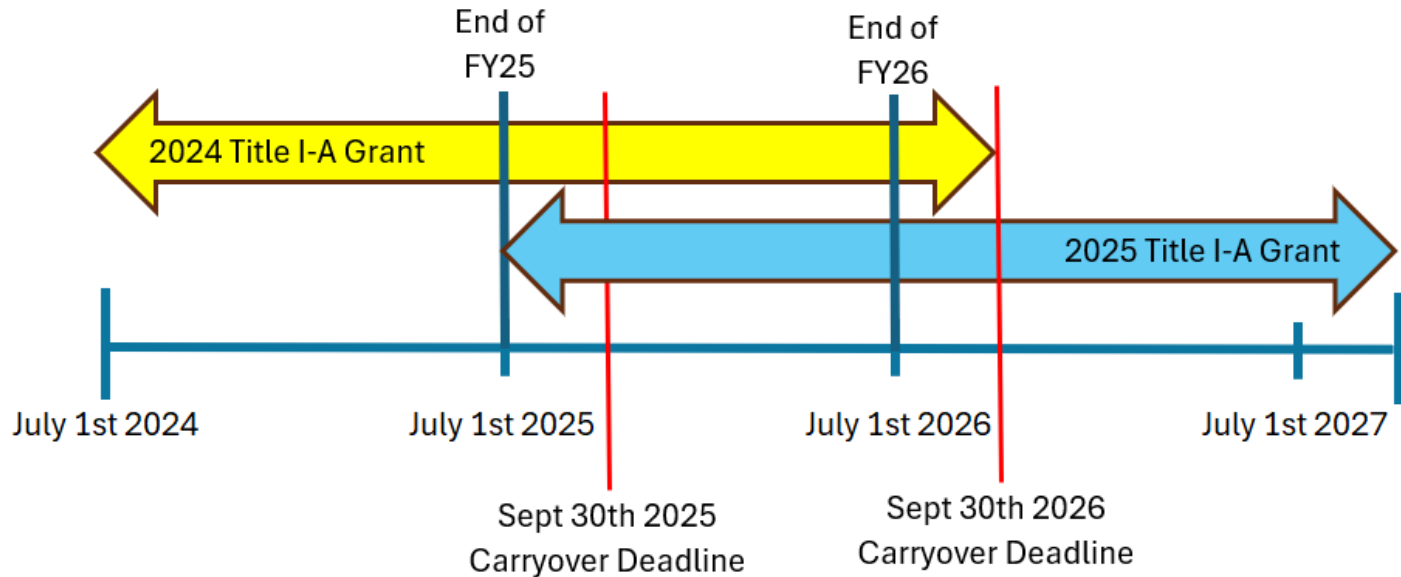 End of
FY25
End of
FY26
2024 Title I-A Grant
2025 Title I-A Grant
July 1st 2024
July 1st 2025
July 1st 2026
July 1st 2027
Sept 30th 2025
Carryover Deadline
Sept 30th 2026
Carryover Deadline